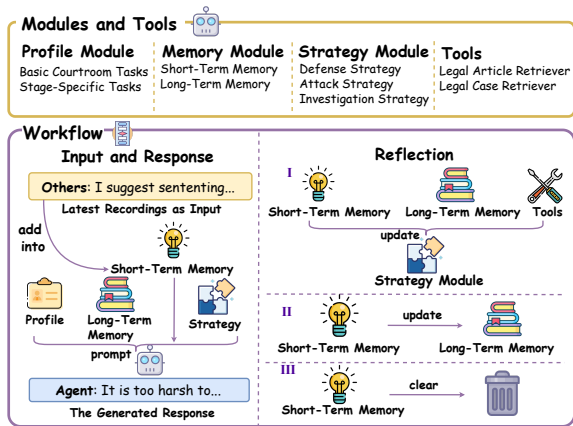 Modules and Tools
Profile Module
Basic Courtroom Tasks
Stage-Specific Tasks
Memory Module
Short-Term Memory
Long-Term Memory
Strategy Module
Defense Strategy
Attack Strategy
Investigation Strategy
Tools
Legal Article Retriever
Legal Case Retriever
Workflow
Input and Response
Others: I suggest sententing...
Latest Recordings as Input
add
into
Short-Term Memory
Profile
Long-Term
Memory
Strategy
prompt
Agent: It is too harsh to...
The Generated Response
Reflection
I
Short-Term Memory
Long-Term Memory
Tools
update
Strategy Module
II
Short-Term Memory
update
Long-Term Memory
III
Short-Term Memory
clear